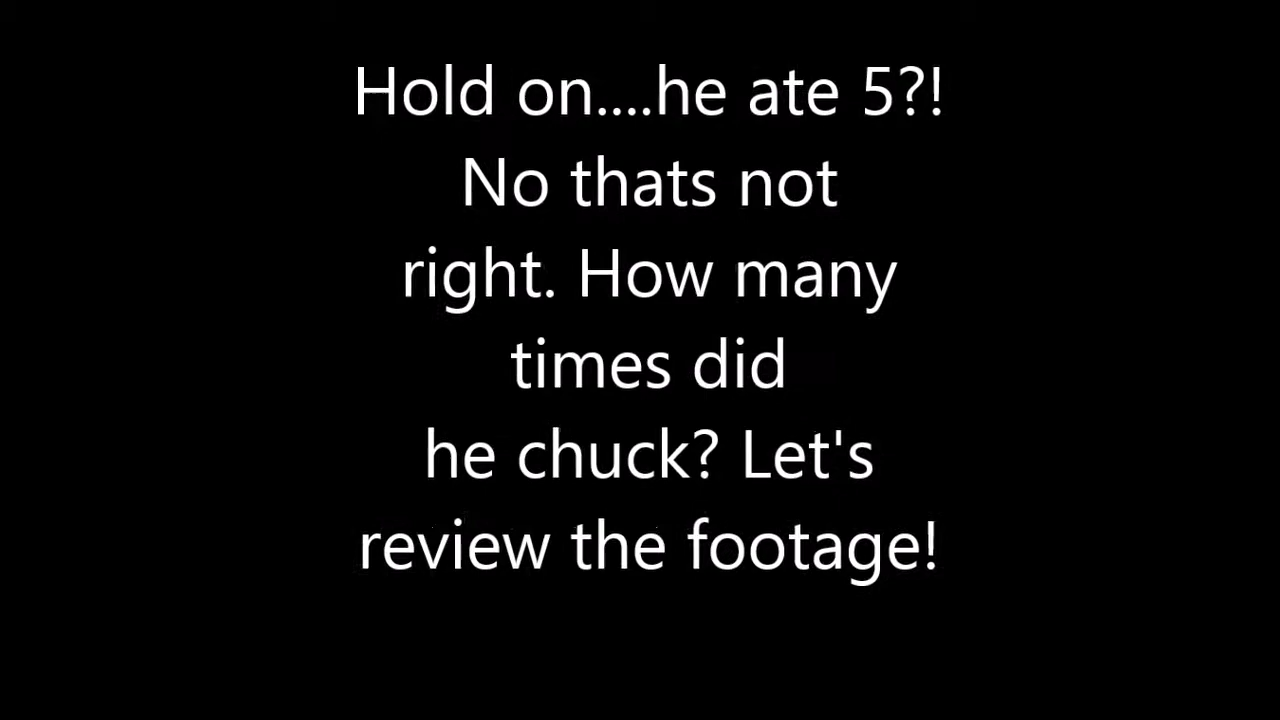 Hold on....he ate 5?!
No thats not
right. How many
times did
he chuck? Let's
review the footage!